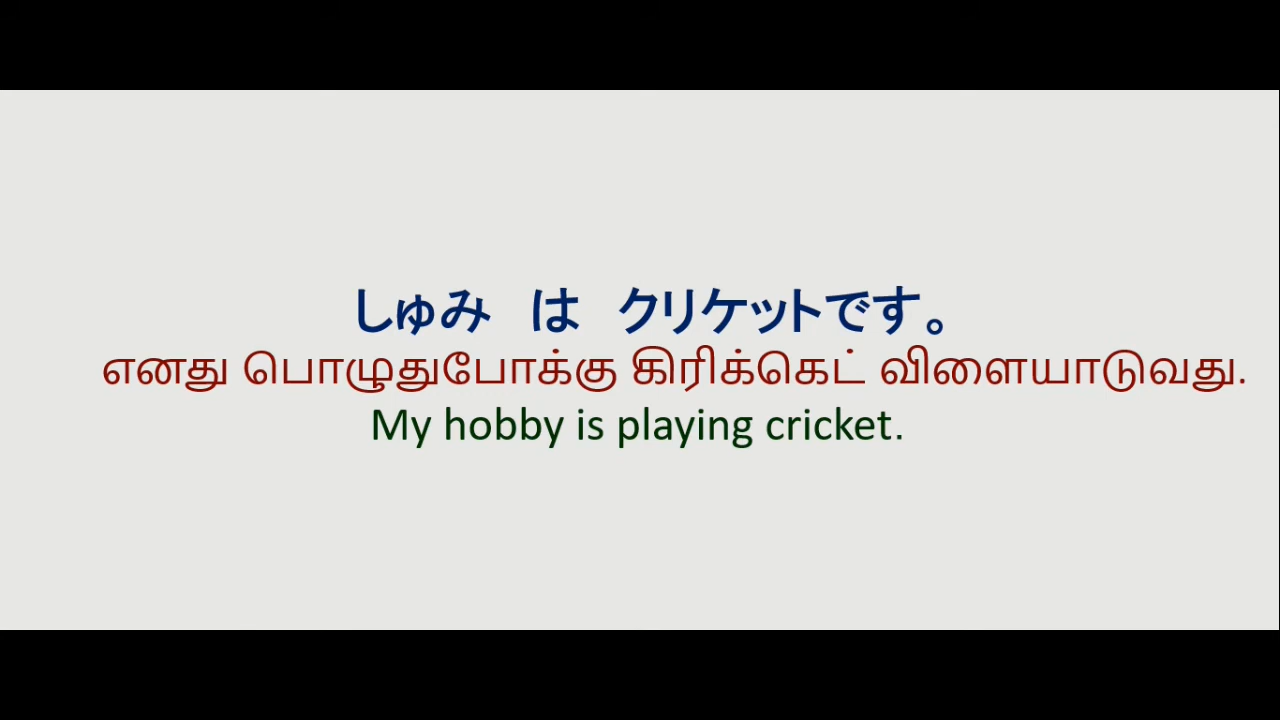 しゅみ　は　クリケットです。
எனது பொழுதுபோக்கு கிரிக்கெட் விளையாடுவது.
My hobby is playing cricket.